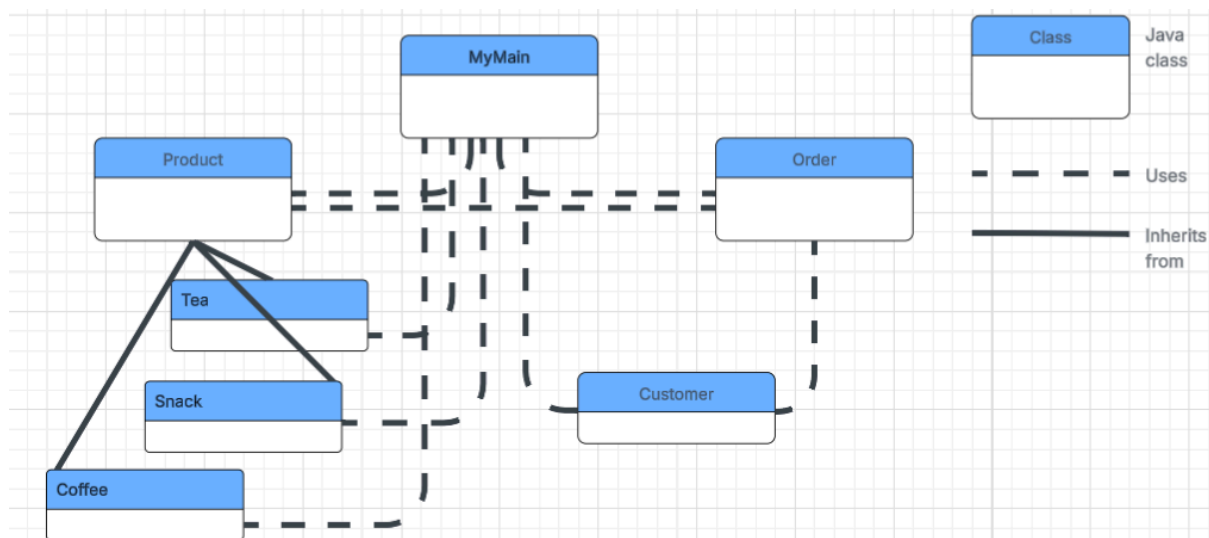 MyMain
Class
Java
class
Product
Order
Uses
Inherits
from
Tea
Customer
Snack
Coffee